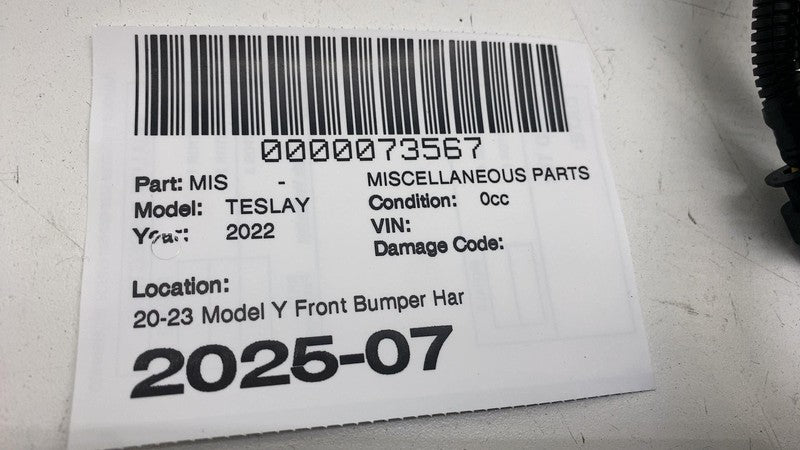 0000073567
Part: MIS - MISCELLANEOUS PARTS
Model: TESLAY Condition: 0cc
Year: 2022 VIN:
Damage Code:
Location:
20-23 Model Y Front Bumper Har
2025-07